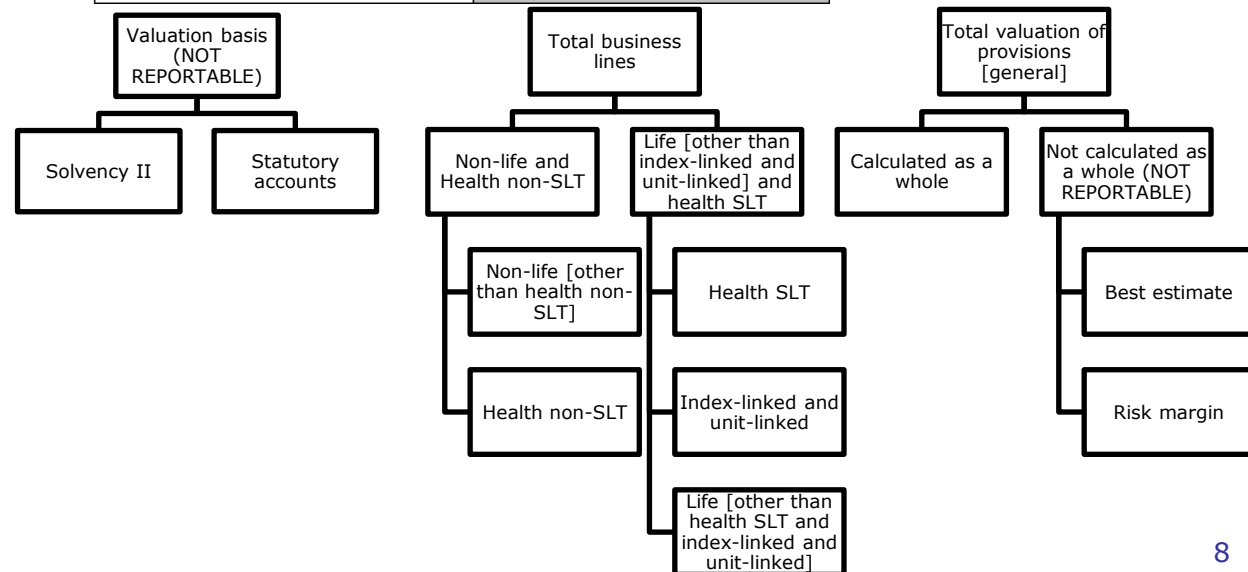 Valuation basis
(NOT
REPORTABLE)
Solvency II
Statutory
accounts
Total business
lines
Non-life and
Health non-SLT
Life [other than
index-linked and
unit-linked] and
health SLT
Non-life [other
than health non-
SLT]
Health non-SLT
Health SLT
Index-linked and
unit-linked
Life [other than
health SLT and
index-linked and
unit-linked]
Total valuation of
provisions
[general]
Calculated as a
whole
Not calculated as
a whole (NOT
REPORTABLE)
Best estimate
Risk margin
8